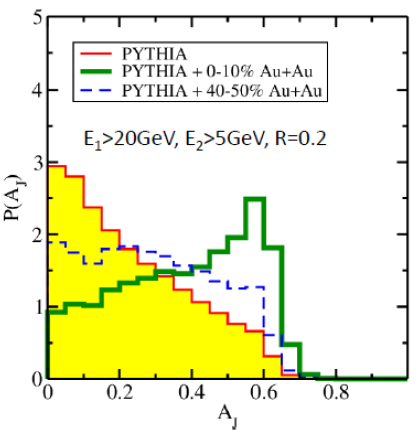 5
4
3
2
1
0
P(A_J)
PYTHIA
PYTHIA + 0-10% Au+Au
PYTHIA + 40-50% Au+Au
E_1>20GeV, E_2>5GeV, R=0.2
0 0.2 0.4 0.6 0.8
A_J